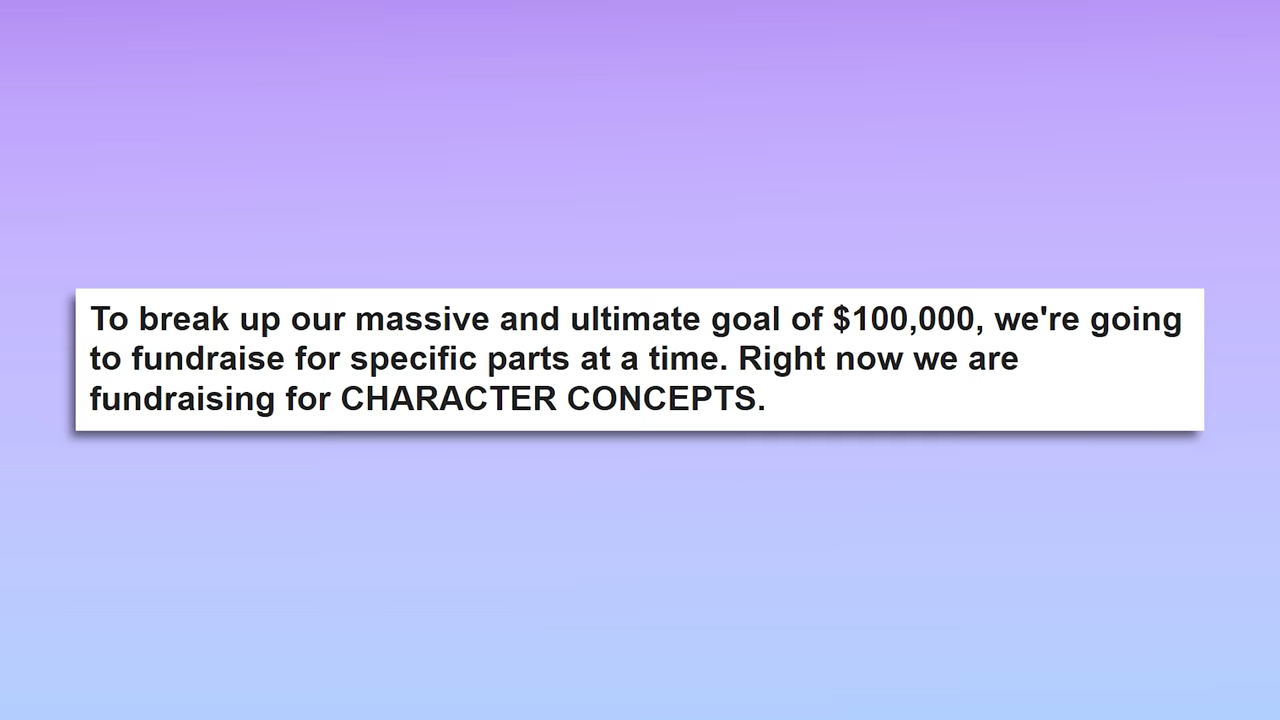 To break up our massive and ultimate goal of $100,000, we're going
to fundraise for specific parts at a time. Right now we are
fundraising for CHARACTER CONCEPTS.